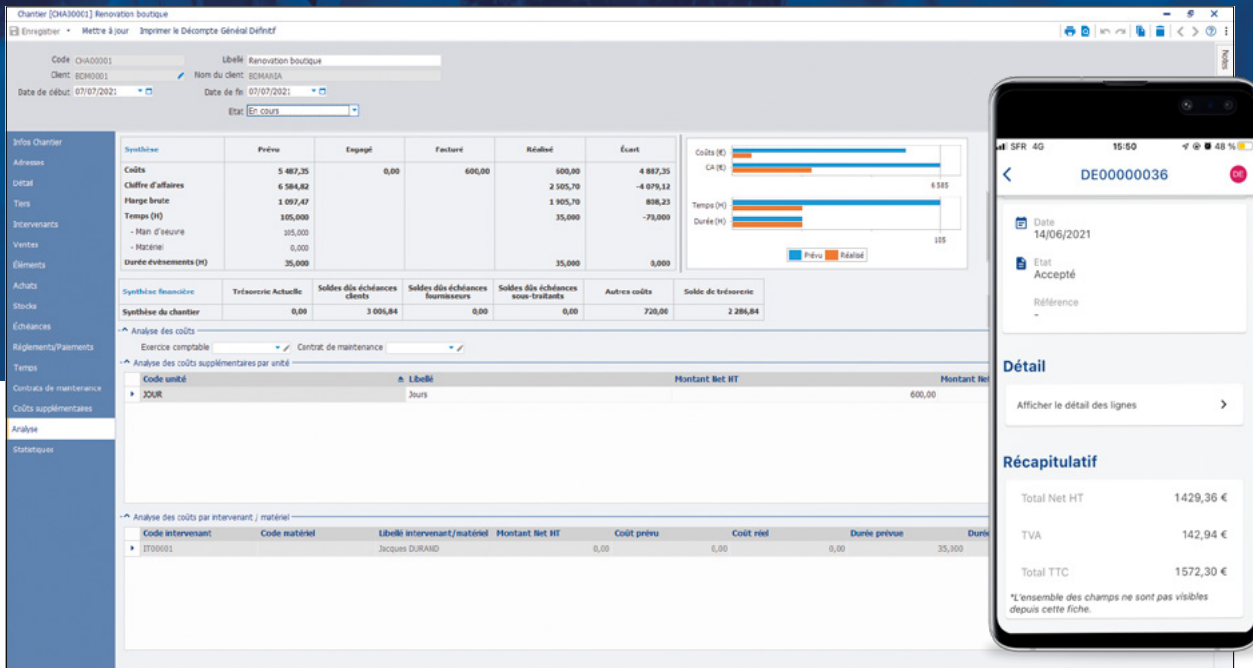 Chantier [CHA00001] Renovation boutique
Enregistrer Mettre à jour Imprimer le Décompte Général Définitif
Code CHA00001 Libellé Renovation boutique
Client BDM0001 Nom du client BDMANIA
Date de début 07/07/2021 Date de fin 07/07/2021
Etat En cours
Notes
Infos Chantier
Adresses
Détail
Tiers
Intervenants
Ventes
Éléments
Achats
Stocks
Échéances
Règlements/Paiements
Temps
Contrats de maintenance
Coûts supplémentaires
Analyse
Statistiques
Synthèse Prévu Engagé Facturé Réalisé Écart
Coûts 5 487,35 0,00 600,00 600,00 4 887,35
Chiffre d'affaires 6 584,82 2 505,70 -4 079,12
Marge brute 1 097,47 1 905,70 808,23
Temps (H) 105,000 35,000 -70,000
- Main d'oeuvre 105,000
- Matériel 0,000
Durée évènements (H) 35,000 35,000 0,000
Coûts (€)
CA (€)
6 585
Temps (H)
Durée (H)
105
Prévu Réalisé
Synthèse financière Trésorerie Actuelle Soldes dûs échéances clients Soldes dûs échéances fournisseurs Soldes dûs échéances sous-traitants Autres coûts Solde de trésorerie
Synthèse du chantier 0,00 3 006,84 0,00 0,00 720,00 2 286,84
Analyse des coûts
Exercice comptable Contrat de maintenance
Analyse des coûts supplémentaires par unité
Code unité Libellé Montant Net HT Montant Net
JOUR Jours 600,00
Analyse des coûts par intervenant / matériel
Code intervenant Code matériel Libellé intervenant/matériel Montant Net HT Coût prévu Coût réel Durée prévue Durée
IT00001 Jacques DURAND 0,00 0,00 0,00 35,000
SFR 4G 15:50 48 %
DE00000036 DE
Date
14/06/2021
Etat
Accepté
Référence
-
Détail
Afficher le détail des lignes
Récapitulatif
Total Net HT 1429,36 €
TVA 142,94 €
Total TTC 1572,30 €
*L'ensemble des champs ne sont pas visibles
depuis cette fiche.